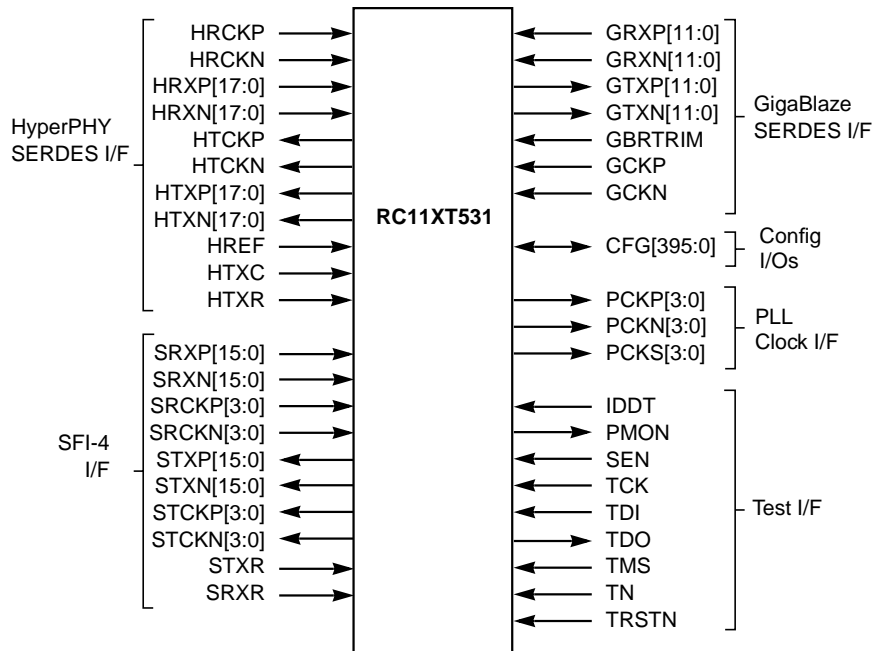 HyperPHY
SERDES I/F
HRCKP
HRCKN
HRXP[17:0]
HRXN[17:0]
HTCKP
HTCKN
HTXP[17:0]
HTXN[17:0]
HREF
HTXC
HTXR
SFI-4
I/F
SRXP[15:0]
SRXN[15:0]
SRCKP[3:0]
SRCKN[3:0]
STXP[15:0]
STXN[15:0]
STCKP[3:0]
STCKN[3:0]
STXR
SRXR
RC11XT531
GRXP[11:0]
GRXN[11:0]
GTXP[11:0]
GTXN[11:0]
GBRTRIM
GCKP
GCKN
GigaBlaze
SERDES I/F
CFG[395:0]
Config
I/Os
PCKP[3:0]
PCKN[3:0]
PCKS[3:0]
PLL
Clock I/F
IDDT
PMON
SEN
TCK
TDI
TDO
TMS
TN
TRSTN
Test I/F